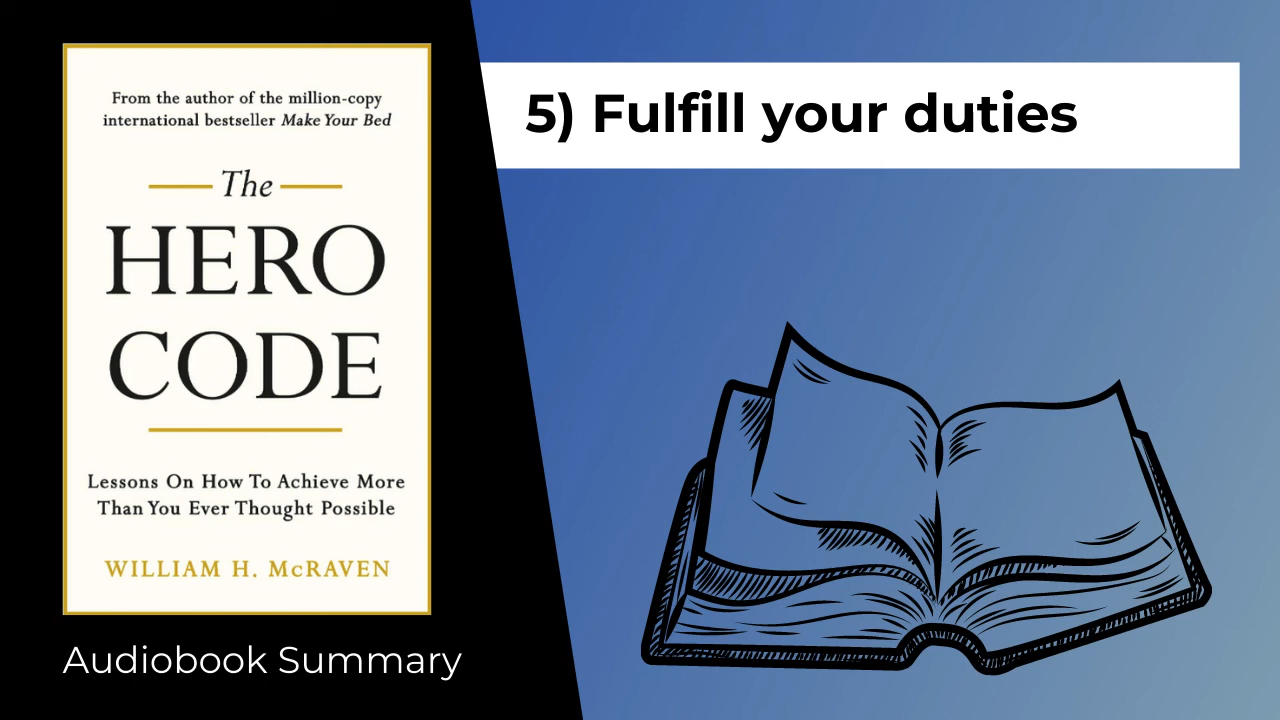 From the author of the million-copy
international bestseller Make Your Bed
The
HERO
CODE
Lessons On How To Achieve More
Than You Ever Thought Possible
WILLIAM H. McRAVEN
Audiobook Summary
5) Fulfill your duties